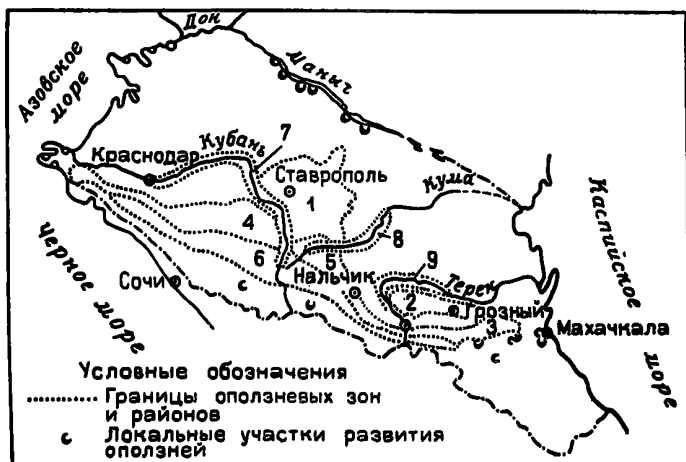 Дон
Азовское
море
Маныч
Краснодар
Кубань
7
Ставрополь
1
Кума
Каспийское
море
4
5
8
6
9
Черное море
Сочи
Нальчик
Терек
2
Грозный
3
Махачкала
Условные обозначения
Границы оползневых зон
и районов
Локальные участки развития
оползней